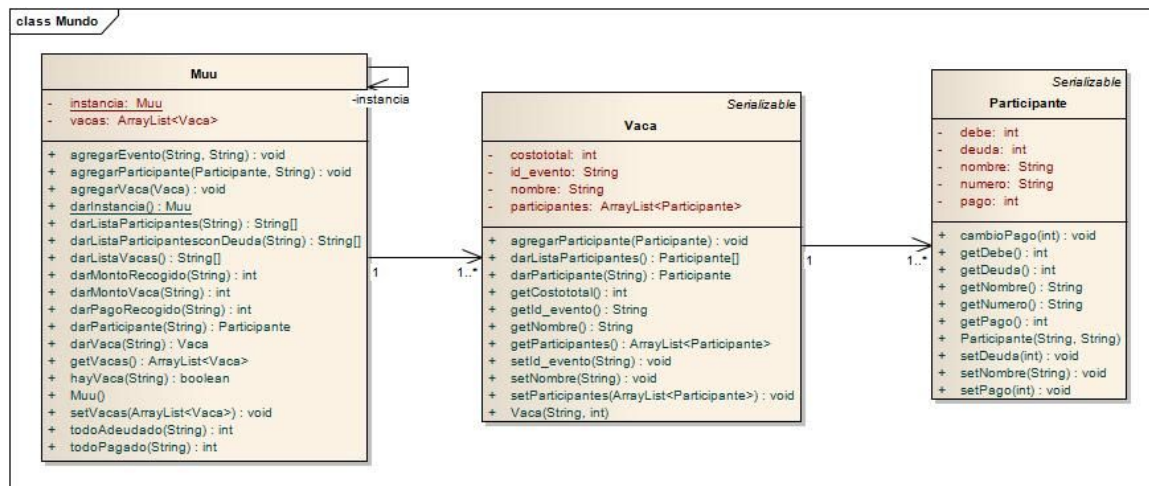 class Mundo
Muu
- instancia: Muu
- vacas: ArrayList<Vaca>
+ agregarEvento(String, String) : void
+ agregarParticipante(Participante, String) : void
+ agregarVaca(Vaca) : void
+ darInstancia() : Muu
+ darListaParticipantes(String) : String[]
+ darListaParticipantesconDeuda(String) : String[]
+ darListaVacas() : String[]
+ darMontoRecogido(String) : int
+ darMontoVaca(String) : int
+ darPagoRecogido(String) : int
+ darParticipante(String) : Participante
+ darVaca(String) : Vaca
+ getVacas() : ArrayList<Vaca>
+ hayVaca(String) : boolean
+ Muu()
+ setVacas(ArrayList<Vaca>) : void
+ todoAdeudado(String) : int
+ todoPagado(String) : int
-instancia
1
1..*
Serializable
Vaca
- costototal: int
- id_evento: String
- nombre: String
- participantes: ArrayList<Participante>
+ agregarParticipante(Participante) : void
+ darListaParticipantes() : Participante[]
+ darParticipante(String) : Participante
+ getCostototal() : int
+ getId_evento() : String
+ getNombre() : String
+ getParticipantes() : ArrayList<Participante>
+ setId_evento(String) : void
+ setNombre(String) : void
+ setParticipantes(ArrayList<Participante>) : void
+ Vaca(String, int)
1
1..*
Serializable
Participante
- debe: int
- deuda: int
- nombre: String
- numero: String
- pago: int
+ cambioPago(int) : void
+ getDebe() : int
+ getDeuda() : int
+ getNombre() : String
+ getNumero() : String
+ getPago() : int
+ Participante(String, String)
+ setDeuda(int) : void
+ setNombre(String) : void
+ setPago(int) : void